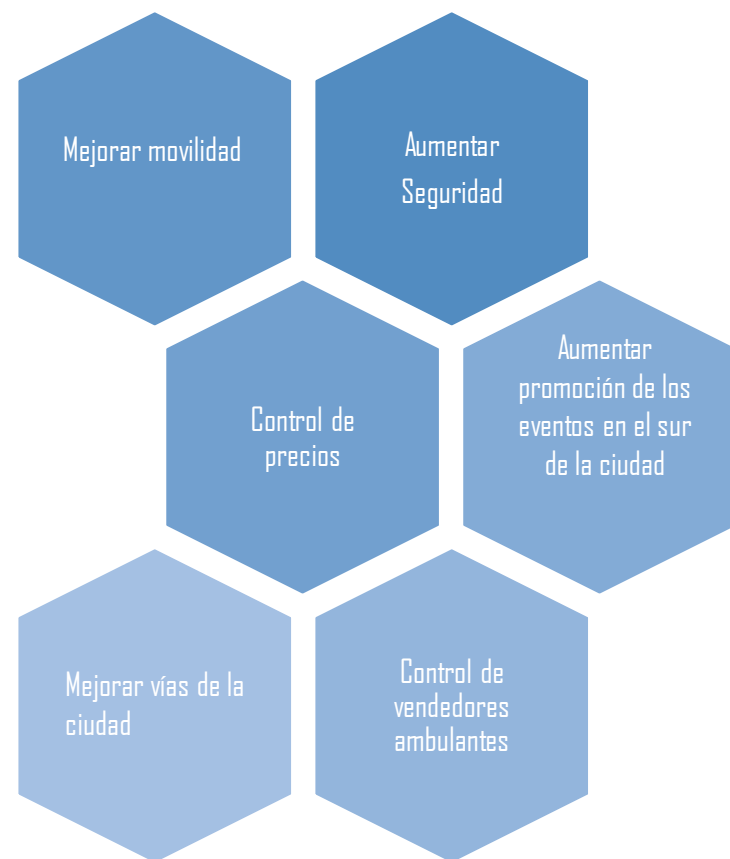 Mejorar movilidad
Aumentar
Seguridad
Control de
precios
Aumentar
promoción de los
eventos en el sur
de la ciudad
Mejorar vías de la
ciudad
Control de
vendedores
ambulantes